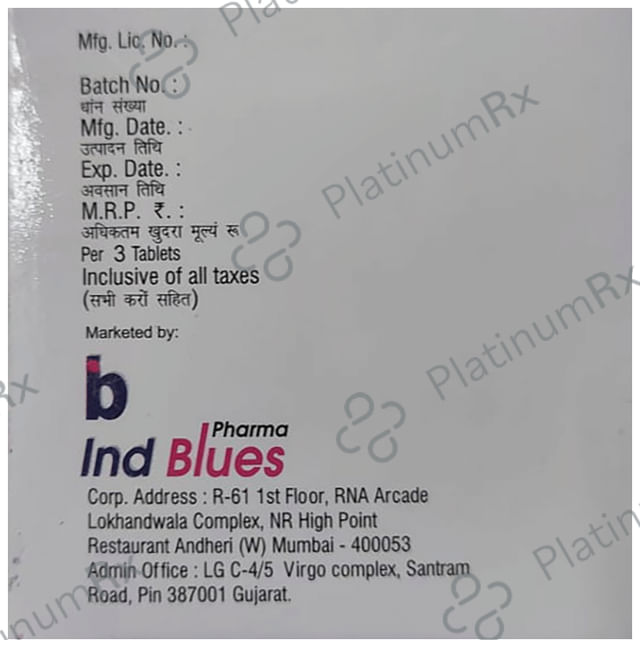 Mfg. Lic. No.:
Batch No. :
थांन संख्या
Mfg. Date. :
उत्पादन तिथि
Exp. Date. :
अवसान तिथि
M.R.P. ₹. :
अधिकतम खुदरा मूल्यं रू
Per 3 Tablets
Inclusive of all taxes
(सभी करों सहित)
Marketed by:
b
Ind Blues Pharma
Corp. Address : R-61 1st Floor, RNA Arcade
Lokhandwala Complex, NR High Point
Restaurant Andheri (W) Mumbai - 400053
Admin Office : LG C-4/5 Virgo complex, Santram
Road, Pin 387001 Gujarat.
PlatinumRx
PlatinumRx